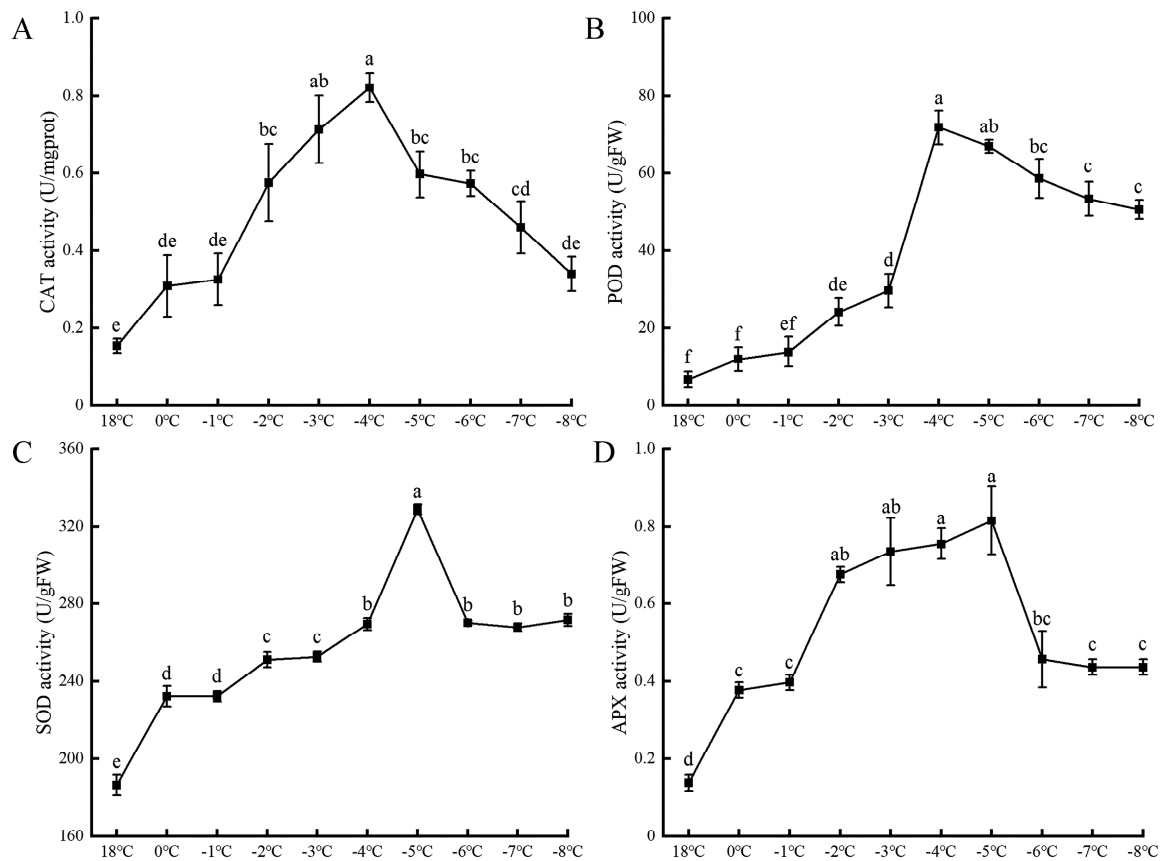 A
CAT activity (U/mgprot)
1.0
0.8
0.6
0.4
0.2
0
e
de
de
bc
ab
a
bc
bc
cd
de
18°C 0°C -1°C -2°C -3°C -4°C -5°C -6°C -7°C -8°C
B
POD activity (U/gFW)
100
80
60
40
20
0
f
f
ef
de
d
a
ab
bc
c
c
18°C 0°C -1°C -2°C -3°C -4°C -5°C -6°C -7°C -8°C
C
SOD activity (U/gFW)
360
320
280
240
200
160
e
d
d
c
c
b
a
b
b
b
18°C 0°C -1°C -2°C -3°C -4°C -5°C -6°C -7°C -8°C
D
APX activity (U/gFW)
1.0
0.8
0.6
0.4
0.2
0
d
c
c
ab
ab
a
a
bc
c
c
18°C 0°C -1°C -2°C -3°C -4°C -5°C -6°C -7°C -8°C